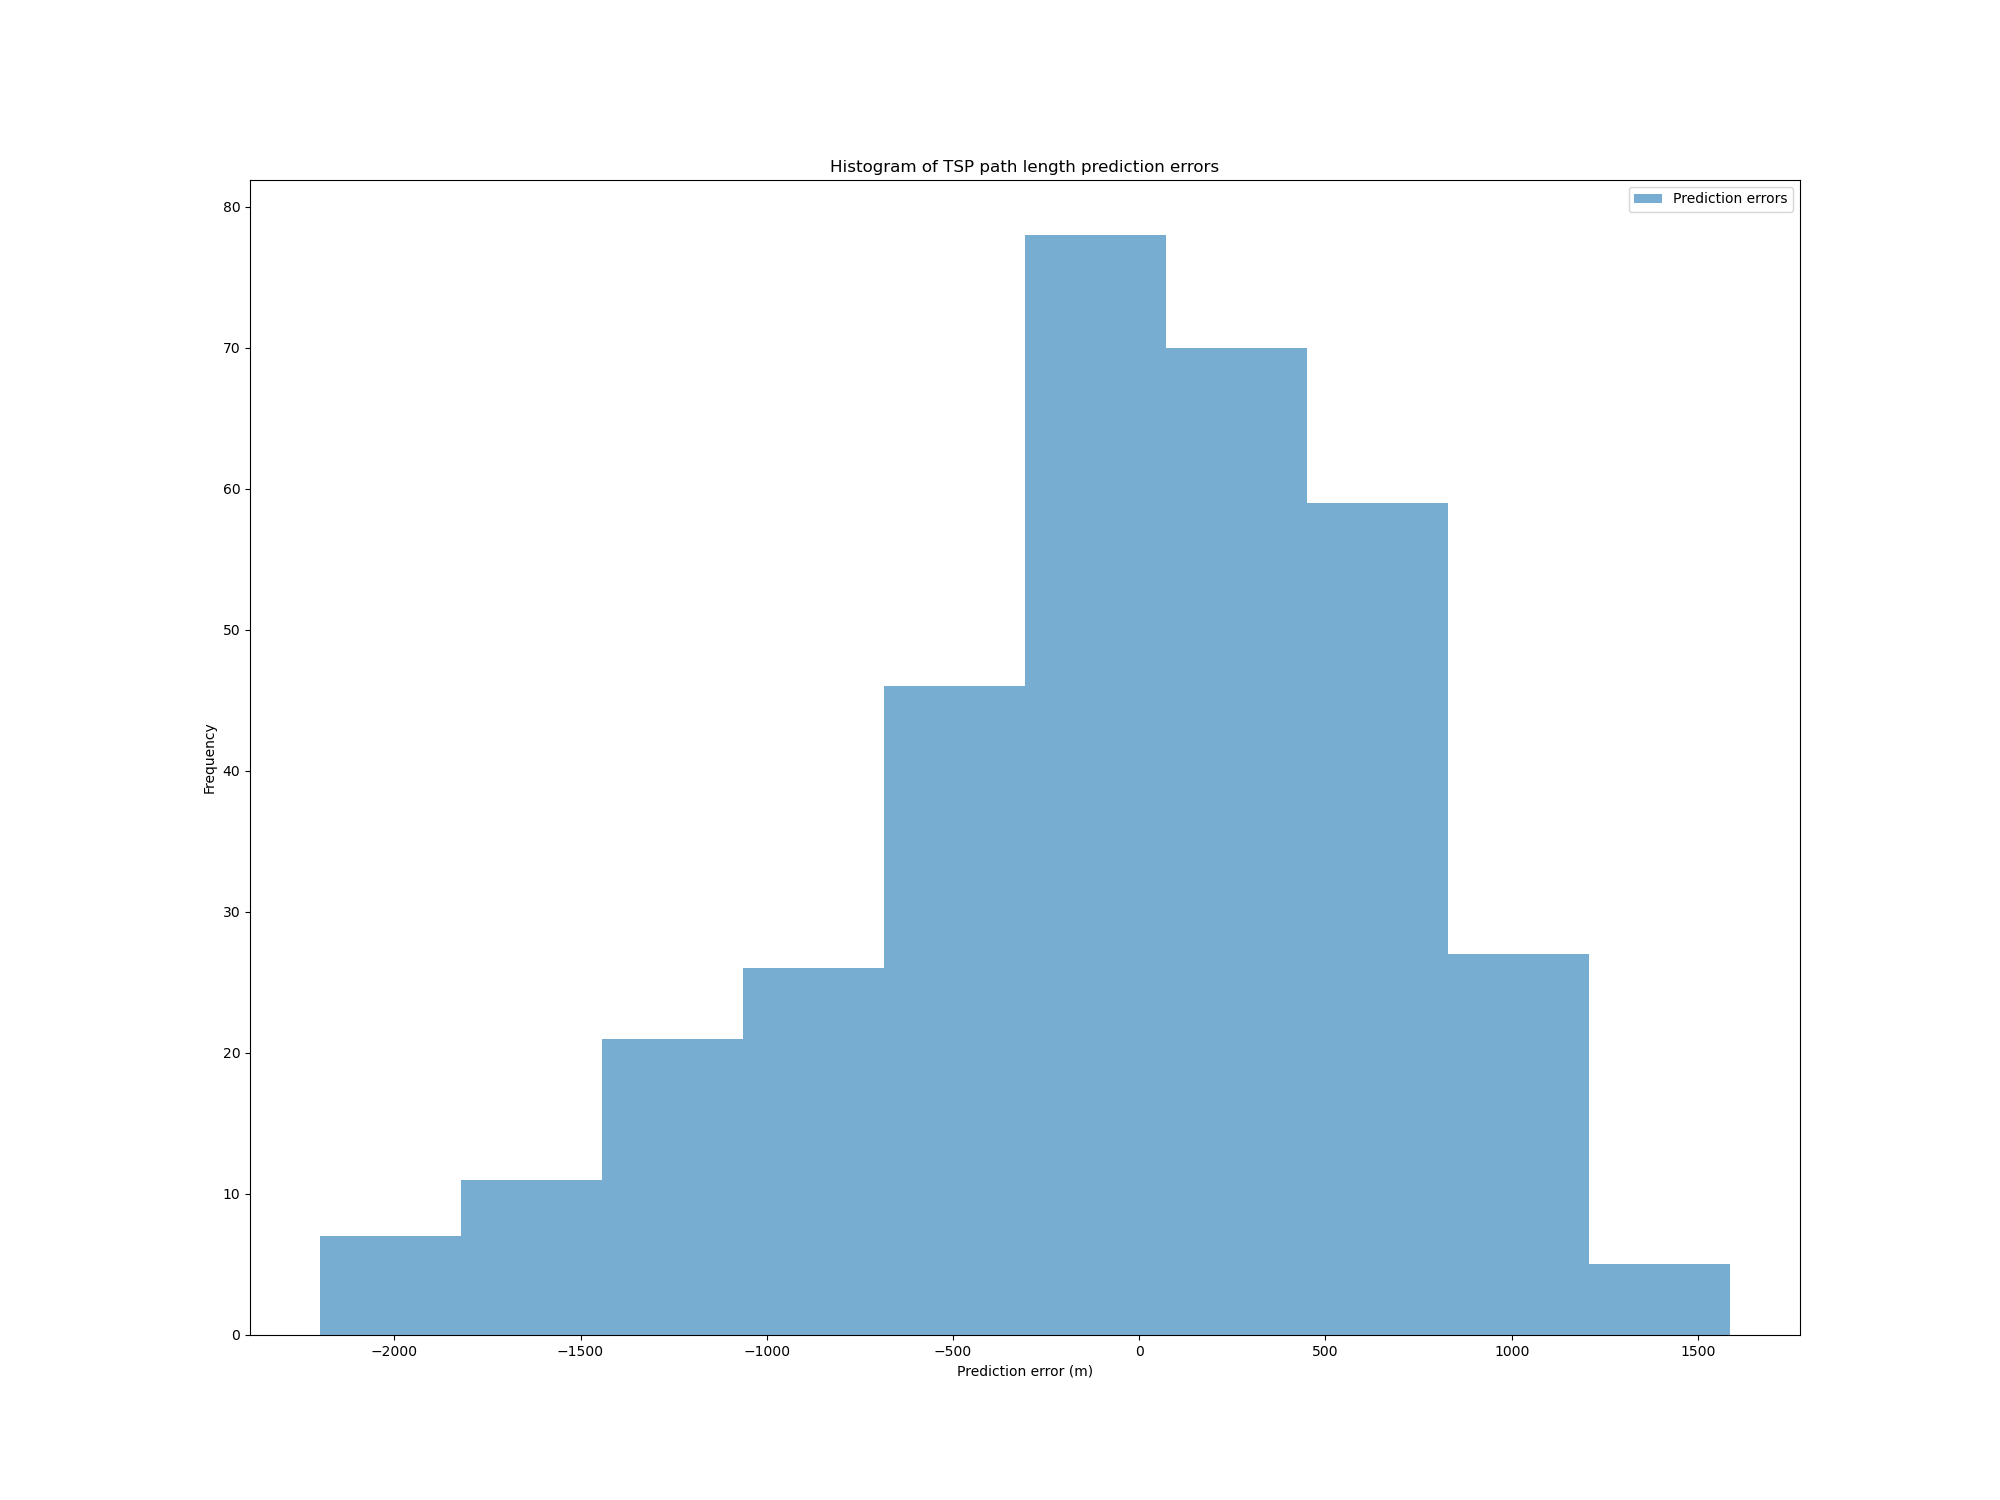 Histogram of TSP path length prediction errors
Prediction errors
80
70
60
50
40
30
20
10
0
Frequency
−2000 −1500 −1000 −500 0 500 1000 1500
Prediction error (m)